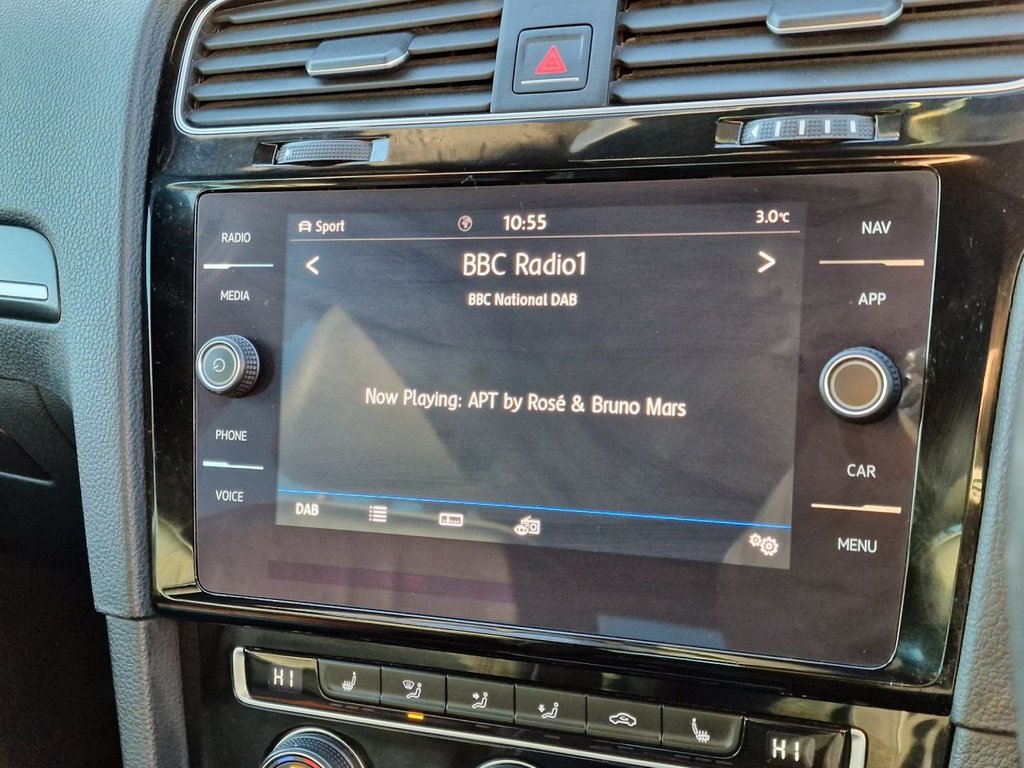 Sport 10:55 3.0°C
RADIO
MEDIA
PHONE
VOICE
< BBC Radio1 >
BBC National DAB
Now Playing: APT by Rosé & Bruno Mars
DAB
NAV
APP
CAR
MENU
HI
HI